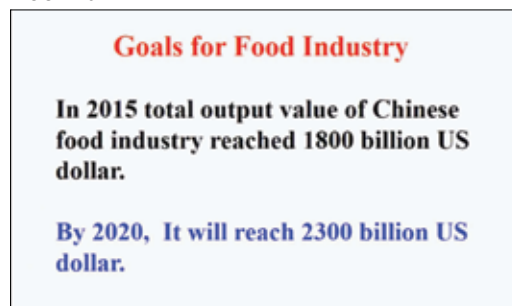 Goals for Food Industry
In 2015 total output value of Chinese
food industry reached 1800 billion US
dollar.
By 2020,  It will reach 2300 billion US
dollar.